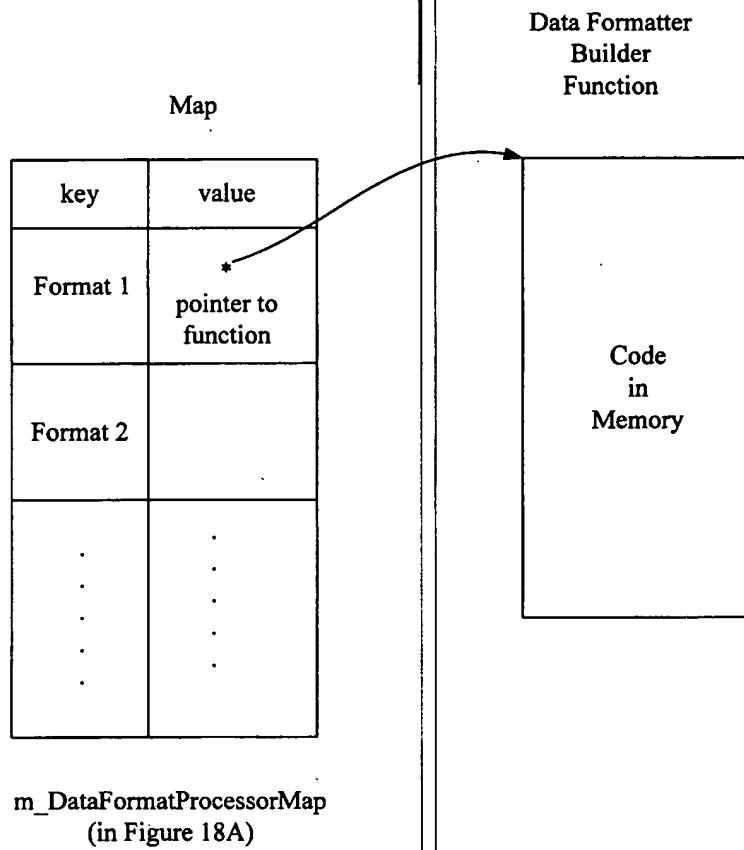 Data Formatter
Builder
Function
Map
key value
Format 1
*
pointer to
function
Format 2
Code
in
Memory
m_DataFormatProcessorMap
(in Figure 18A)